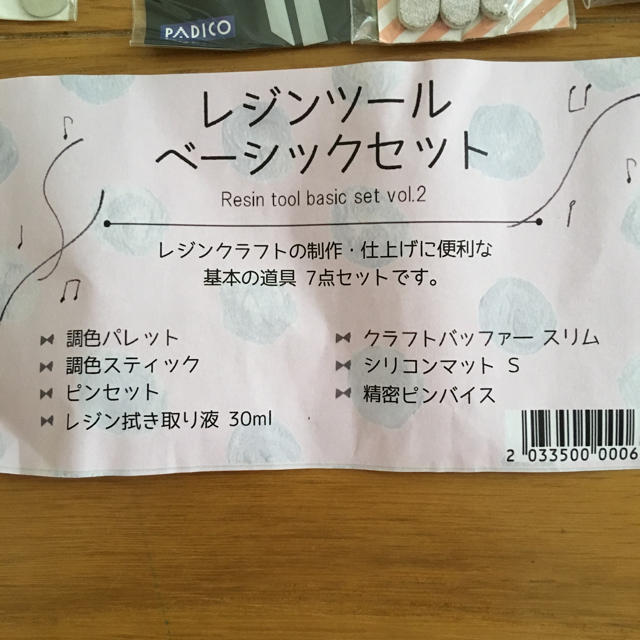 PADICO
レジンツール
ベーシックセット
Resin tool basic set vol.2
レジンクラフトの制作・仕上げに便利な
基本の道具 7点セットです。
調色パレット
調色スティック
ピンセット
レジン拭き取り液 30ml
クラフトバッファー スリム
シリコンマット S
精密ピンバイス
2 033500 0006